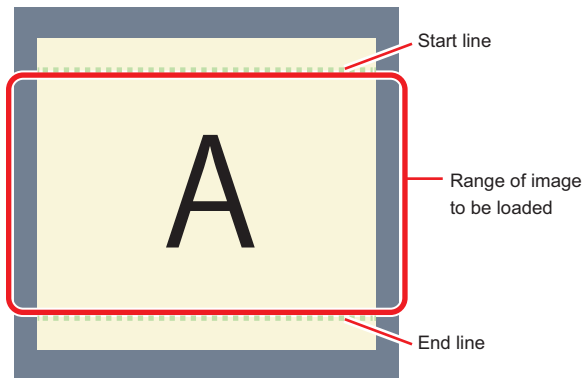 Start line
A
Range of image
to be loaded
End line